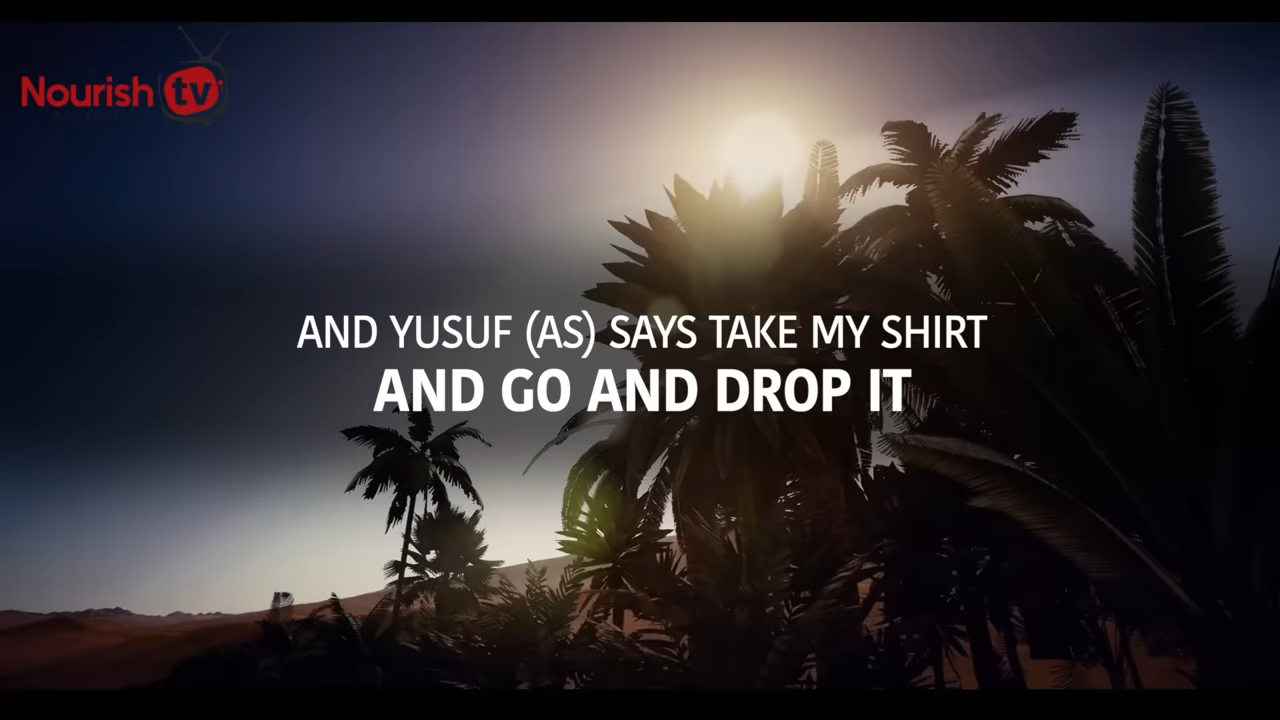 Nourish tv
AND YUSUF (AS) SAYS TAKE MY SHIRT
AND GO AND DROP IT